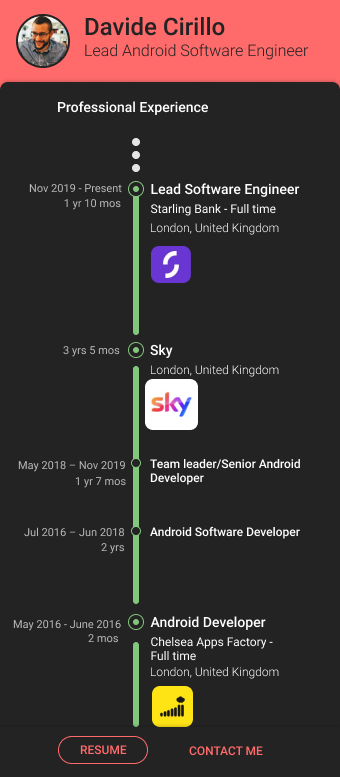 Davide Cirillo
Lead Android Software Engineer
Professional Experience
Nov 2019 - Present
1 yr 10 mos
Lead Software Engineer
Starling Bank - Full time
London, United Kingdom
3 yrs 5 mos
Sky
London, United Kingdom
sky
May 2018 – Nov 2019
1 yr 7 mos
Team leader/Senior Android
Developer
Jul 2016 – Jun 2018
2 yrs
Android Software Developer
May 2016 - June 2016
2 mos
Android Developer
Chelsea Apps Factory -
Full time
London, United Kingdom
RESUME
CONTACT ME